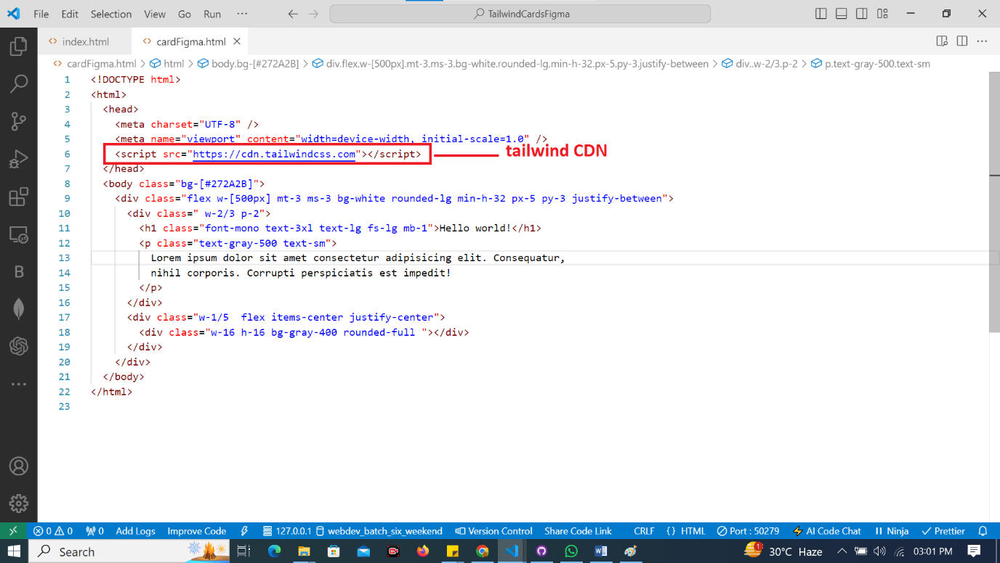 File Edit Selection View Go Run ··· TailwindCardsFigma
index.html cardFigma.html
cardFigma.html > html > body.bg-[#272A2B] > div.flex.w-[500px].mt-3.ms-3.bg-white.rounded-lg.min-h-32.px-5.py-3.justify-between > div..w-2/3.p-2 > p.text-gray-500.text-sm
1 <!DOCTYPE html>
2 <html>
3 <head>
4 <meta charset="UTF-8" />
5 <meta name="viewport" content="width=device-width, initial-scale=1.0" />
6 <script src="https://cdn.tailwindcss.com"></script> tailwind CDN
7 </head>
8 <body class="bg-[#272A2B]">
9 <div class="flex w-[500px] mt-3 ms-3 bg-white rounded-lg min-h-32 px-5 py-3 justify-between">
10 <div class=" w-2/3 p-2">
11 <h1 class="font-mono text-3xl text-lg fs-lg mb-1">Hello world!</h1>
12 <p class="text-gray-500 text-sm">
13 Lorem ipsum dolor sit amet consectetur adipisicing elit. Consequatur,
14 nihil corporis. Corrupti perspiciatis est impedit!
15 </p>
16 </div>
17 <div class="w-1/5  flex items-center justify-center">
18 <div class="w-16 h-16 bg-gray-400 rounded-full "></div>
19 </div>
20 </div>
21 </body>
22 </html>
23
0 0 0 Add Logs Improve Code 127.0.0.1 webdev_batch_six_weekend Version Control Share Code Link CRLF {} HTML Port : 50279 AI Code Chat Ninja Prettier
Search 1 30°C Haze 03:01 PM